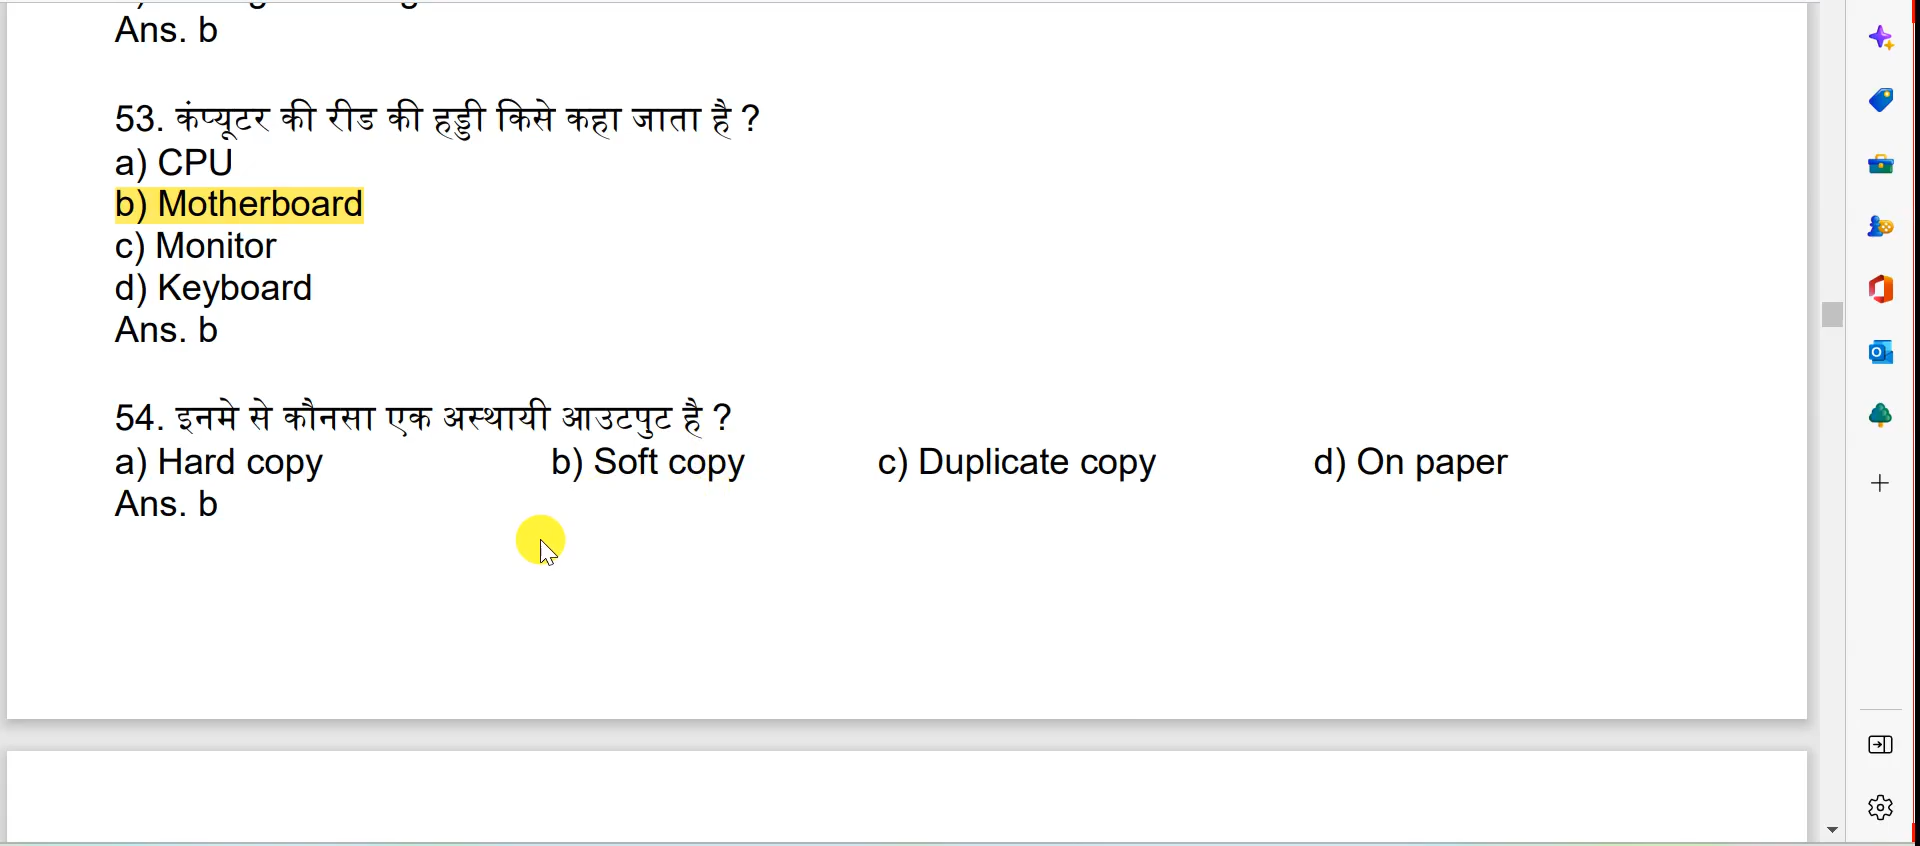 Ans. b
53. कंप्यूटर की रीड की हड्डी किसे कहा जाता है ?
a) CPU
b) Motherboard
c) Monitor
d) Keyboard
Ans. b
54. इनमे से कौनसा एक अस्थायी आउटपुट है ?
a) Hard copy b) Soft copy c) Duplicate copy d) On paper
Ans. b